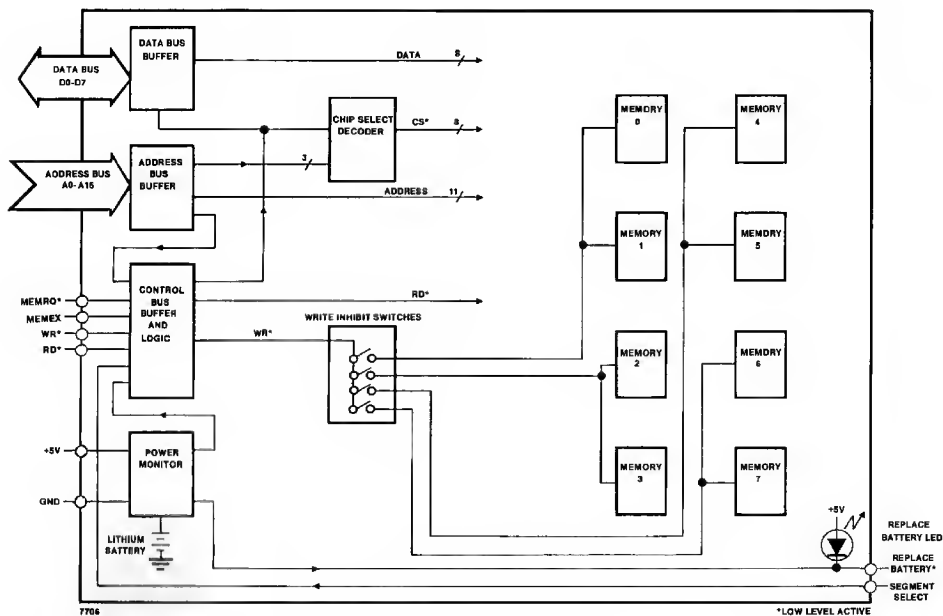 DATA BUS
BUFFER
DATA
8
DATA BUS
D0-D7
CHIP SELECT
DECODER
CS*
8
3
ADDRESS BUS
A0-A15
ADDRESS
BUS
BUFFER
ADDRESS
11
MEMORY
0
MEMORY
4
MEMORY
1
MEMORY
5
CONTROL
BUS
BUFFER
AND
LOGIC
MEMRQ*
MEMEX
WR*
RD*
RD*
WR*
WRITE INHIBIT SWITCHES
MEMORY
2
MEMORY
6
MEMORY
3
MEMORY
7
+5V
POWER
MONITOR
GND
LITHIUM
BATTERY
+5V
REPLACE
BATTERY LED
REPLACE
BATTERY*
SEGMENT
SELECT
7706
*LOW LEVEL ACTIVE